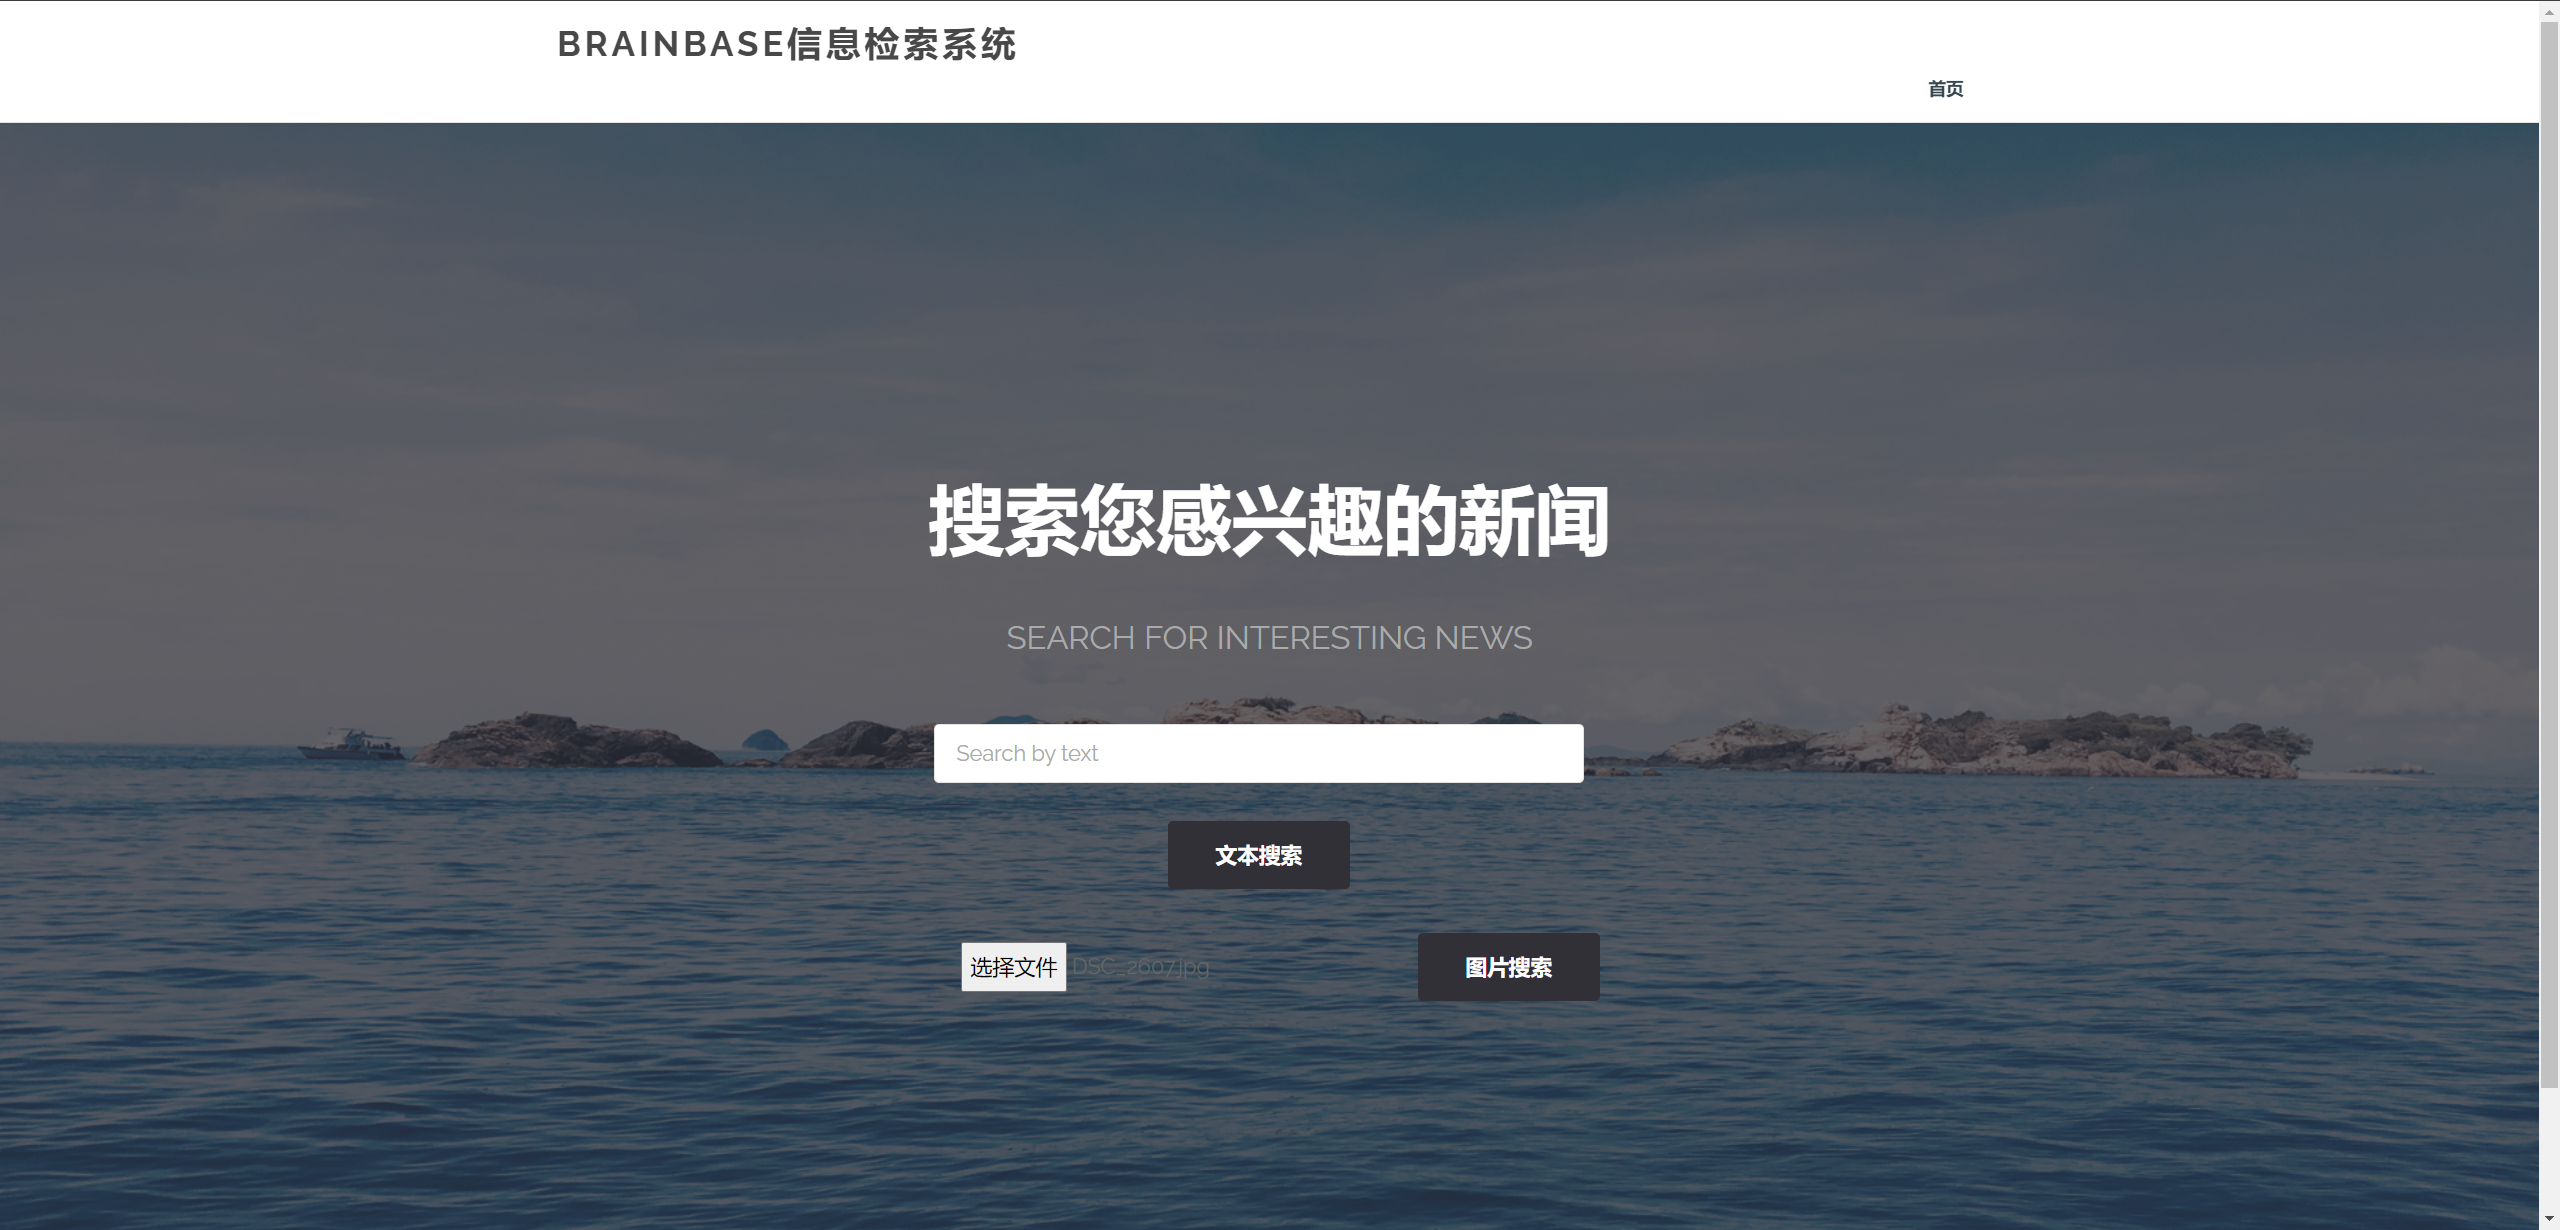 BRAINBASE信息检索系统
首页
搜索您感兴趣的新闻
SEARCH FOR INTERESTING NEWS
Search by text
文本搜索
选择文件 DSC_2607.jpg
图片搜索